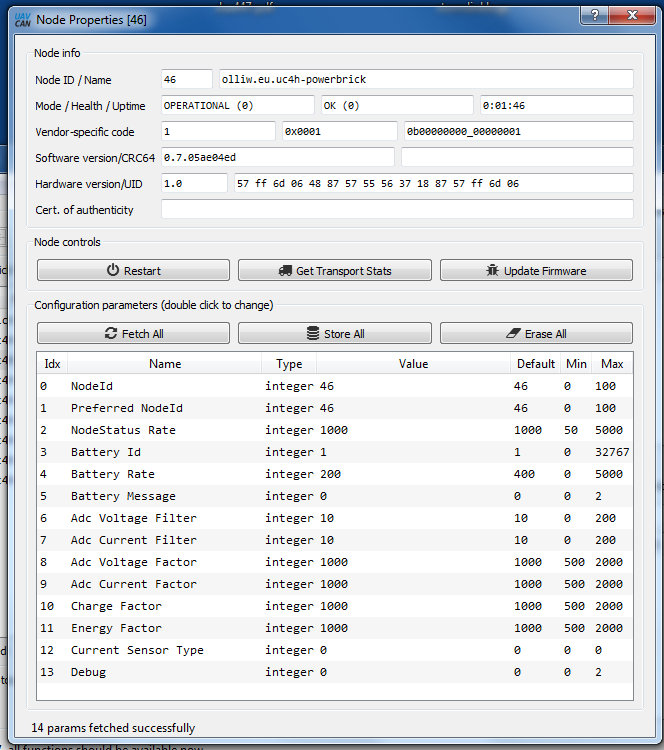 UAV CAN Node Properties [46]
Node info
Node ID / Name 46 olliw.eu.uc4h-powerbrick
Mode / Health / Uptime OPERATIONAL (0) OK (0) 0:01:46
Vendor-specific code 1 0x0001 0b00000000_00000001
Software version/CRC64 0.7.05ae04ed
Hardware version/UID 1.0 57 ff 6d 06 48 87 57 55 56 37 18 87 57 ff 6d 06
Cert. of authenticity
Node controls
Restart Get Transport Stats Update Firmware
Configuration parameters (double click to change)
Fetch All Store All Erase All
Idx Name Type Value Default Min Max
0 NodeId integer 46 46 0 100
1 Preferred NodeId integer 46 46 0 100
2 NodeStatus Rate integer 1000 1000 50 5000
3 Battery Id integer 1 1 0 32767
4 Battery Rate integer 200 400 0 5000
5 Battery Message integer 0 0 0 2
6 Adc Voltage Filter integer 10 10 0 200
7 Adc Current Filter integer 10 10 0 200
8 Adc Voltage Factor integer 1000 1000 500 2000
9 Adc Current Factor integer 1000 1000 500 2000
10 Charge Factor integer 1000 1000 500 2000
11 Energy Factor integer 1000 1000 500 2000
12 Current Sensor Type integer 0 0 0 0
13 Debug integer 0 0 0 2
14 params fetched successfully
all functions should be available now